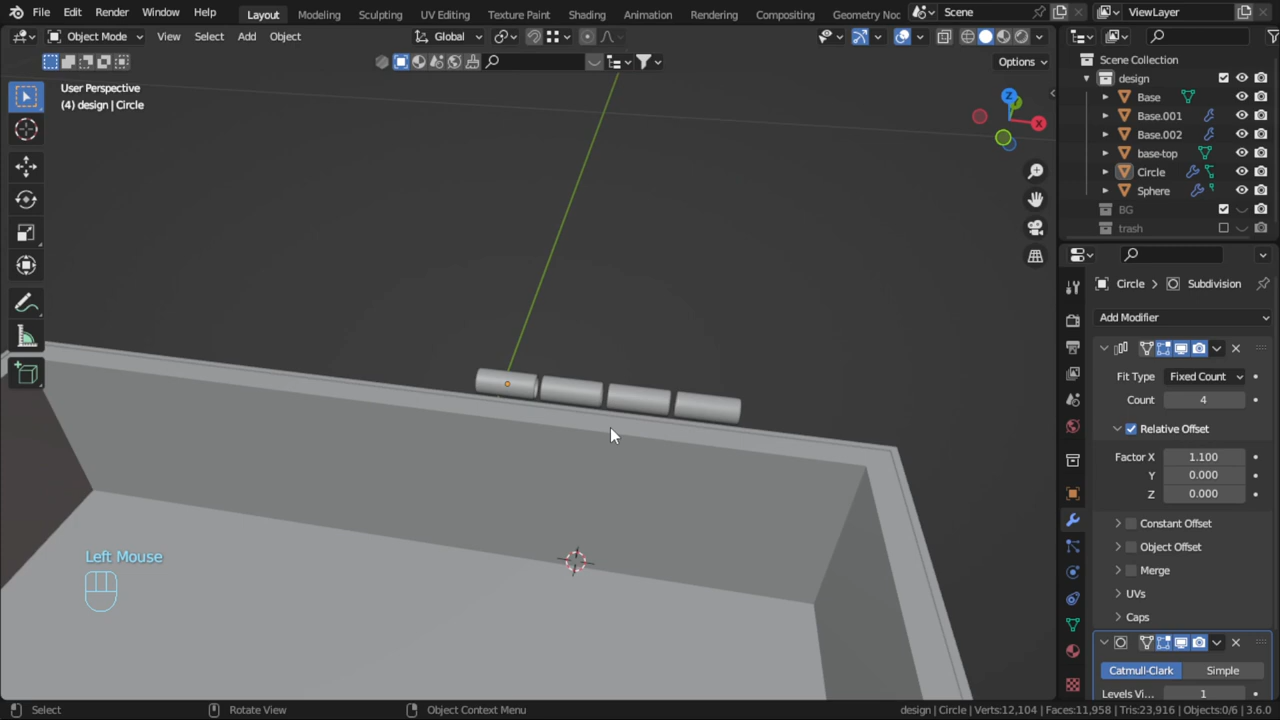 File Edit Render Window Help Layout Modeling Sculpting UV Editing Texture Paint Shading Animation Rendering Compositing Geometry Noc Scene ViewLayer
Object Mode View Select Add Object Global
Options
User Perspective
(4) design | Circle
Z
X
Left Mouse
Scene Collection
design
Base
Base.001
Base.002
base-top
Circle
Sphere
BG
trash
Circle > Subdivision
Add Modifier
Fit Type Fixed Count
Count 4
Relative Offset
Factor X 1.100
Y 0.000
Z 0.000
Constant Offset
Object Offset
Merge
UVs
Caps
Catmull-Clark Simple
Levels Vi... 1
Select Rotate View Object Context Menu design | Circle | Verts:12,104 | Faces:11,958 | Tris:23,916 | Objects:0/6 | 3.6.0